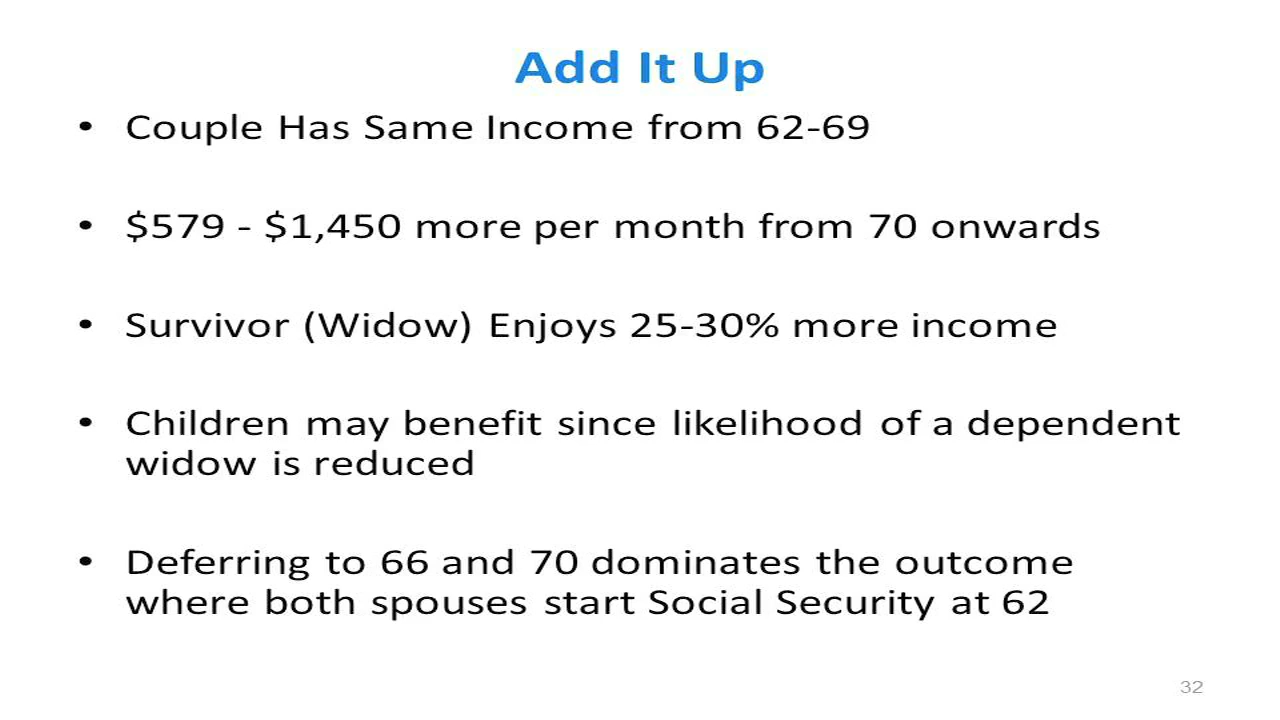 Add It Up
• Couple Has Same Income from 62-69
• $579 - $1,450 more per month from 70 onwards
• Survivor (Widow) Enjoys 25-30% more income
• Children may benefit since likelihood of a dependent
widow is reduced
• Deferring to 66 and 70 dominates the outcome
where both spouses start Social Security at 62
32